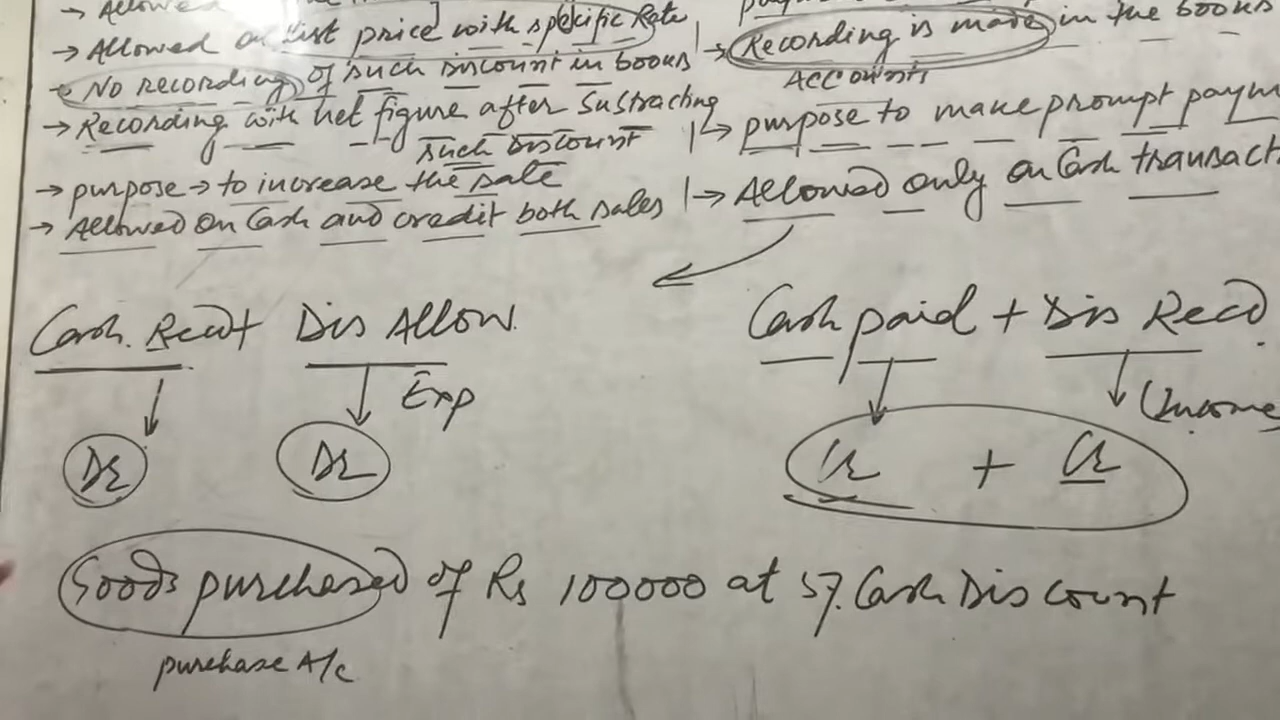 → Allowed
→ Allowed on List price with specific Rate
→ No recording of such Discount in books
→ Recording with net figure after Sustracting
such Discount
→ purpose → to increase the sale
→ Allowed on Cash and credit both sales
→ Recording is made in the books
Accounts
→ purpose to make prompt paym
→ Allowed only on Cash transact
Cash Recd + Dis Allow.
Exp
Dr Dr
Cash paid + Dis Recd.
Income
Cr + Cr
Goods purchased of Rs 100000 at 5% Cash Discount
purchase A/c